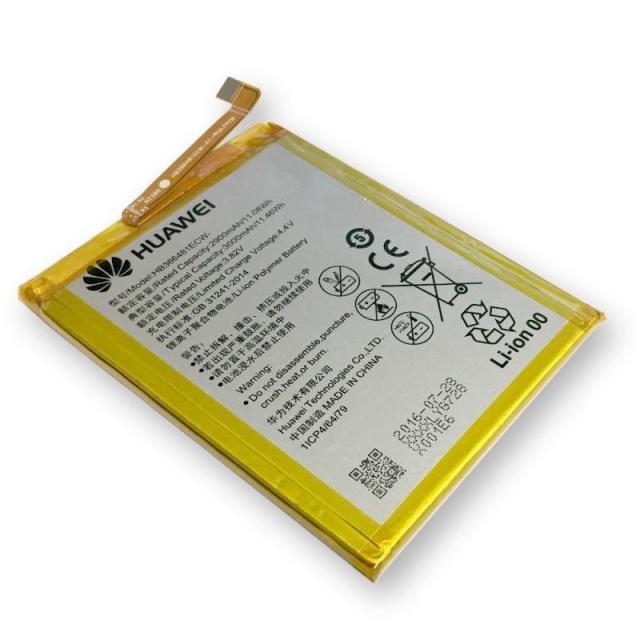 HUAWEI
型号/Model: HB366481ECW-
额定容量/Rated Capacity:2900mAh/11.08Wh
典型容量/Typical Capacity:3000mAh/11.46Wh
额定电压/Rated Voltage:3.82V
充电限制电压/Limited Charge Voltage:4.4V
执行标准:GB 31241-2014
锂离子聚合物电池/Li-ion Polymer Battery
警告:
●禁止拆解、撞击、挤压或投入火中
●若出现严重鼓胀、请勿继续使用
●请勿置于高温环境中
●电池浸水后禁止使用
Warning:
● Do not disassemble,puncture,
crush,heat,or burn.
华为技术有限公司
Huawei Technologies Co.,LTD.
中国制造 MADE IN CHINA
1ICP4/64/79
5
CE
Li-ion 00
X001E6